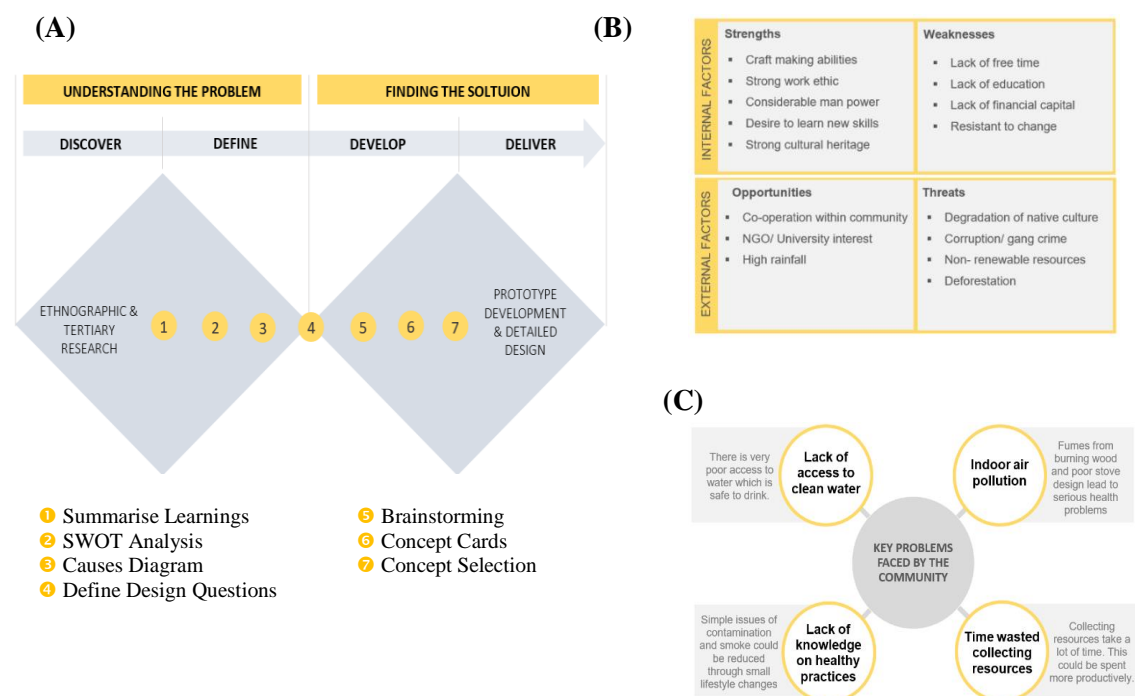 (A)
UNDERSTANDING THE PROBLEM
FINDING THE SOLTUION
DISCOVER
DEFINE
DEVELOP
DELIVER
ETHNOGRAPHIC &
TERTIARY
RESEARCH
1
2
3
4
5
6
7
PROTOTYPE
DEVELOPMENT
& DETAILED
DESIGN
1 Summarise Learnings
2 SWOT Analysis
3 Causes Diagram
4 Define Design Questions
5 Brainstorming
6 Concept Cards
7 Concept Selection
(B)
INTERNAL FACTORS
Strengths
▪ Craft making abilities
▪ Strong work ethic
▪ Considerable man power
▪ Desire to learn new skills
▪ Strong cultural heritage
Weaknesses
▪ Lack of free time
▪ Lack of education
▪ Lack of financial capital
▪ Resistant to change
EXTERNAL FACTORS
Opportunities
▪ Co-operation within community
▪ NGO/ University interest
▪ High rainfall
Threats
▪ Degradation of native culture
▪ Corruption/ gang crime
▪ Non- renewable resources
▪ Deforestation
(C)
There is very
poor access to
water which is
safe to drink.
Lack of
access to
clean water
Indoor air
pollution
Fumes from
burning wood
and poor stove
design lead to
serious health
problems
KEY PROBLEMS
FACED BY THE
COMMUNITY
Simple issues of
contamination
and smoke could
be reduced
through small
lifestyle changes
Lack of
knowledge
on healthy
practices
Time wasted
collecting
resources
Collecting
resources take a
lot of time. This
could be spent
more productively.